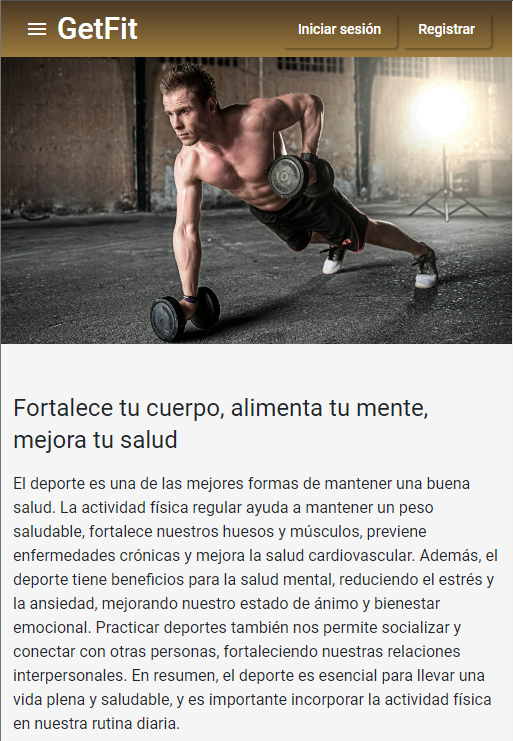 GetFit
Iniciar sesión
Registrar
Fortalece tu cuerpo, alimenta tu mente,
mejora tu salud
El deporte es una de las mejores formas de mantener una buena
salud. La actividad física regular ayuda a mantener un peso
saludable, fortalece nuestros huesos y músculos, previene
enfermedades crónicas y mejora la salud cardiovascular. Además, el
deporte tiene beneficios para la salud mental, reduciendo el estrés y
la ansiedad, mejorando nuestro estado de ánimo y bienestar
emocional. Practicar deportes también nos permite socializar y
conectar con otras personas, fortaleciendo nuestras relaciones
interpersonales. En resumen, el deporte es esencial para llevar una
vida plena y saludable, y es importante incorporar la actividad física
en nuestra rutina diaria.